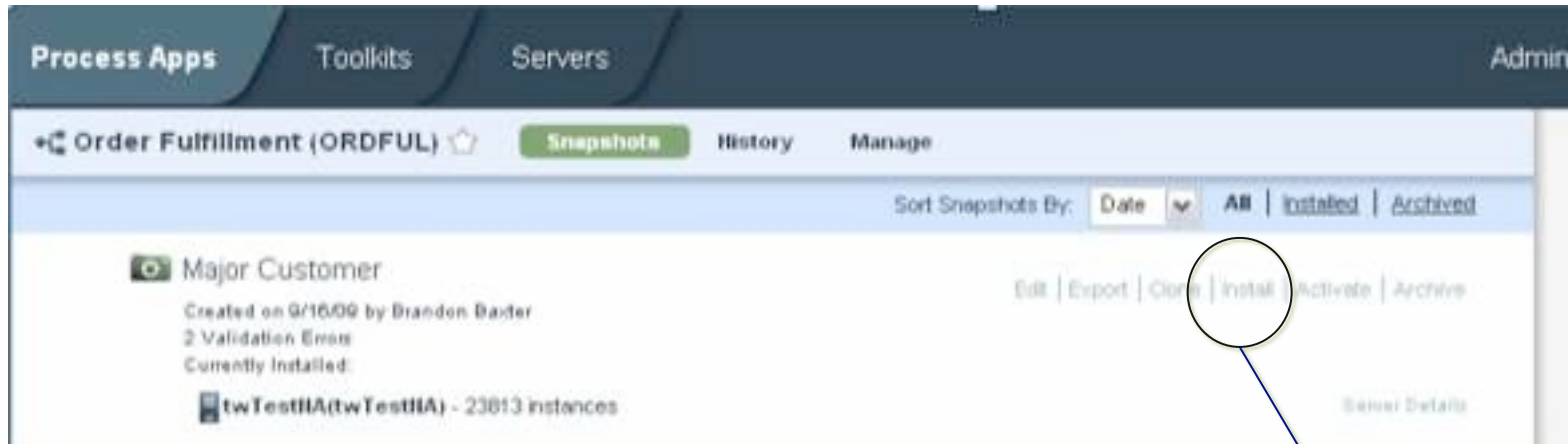 Process Apps Toolkits Servers Admin
Order Fulfillment (ORDFUL) Snapshots History Manage
Sort Snapshots By: Date All | Installed | Archived
Major Customer
Edit | Export | Clone | Install | Activate | Archive
Created on 9/16/09 by Brandon Baxter
2 Validation Errors
Currently Installed:
twTestIIA(twTestIIA) - 23813 instances
Server Details